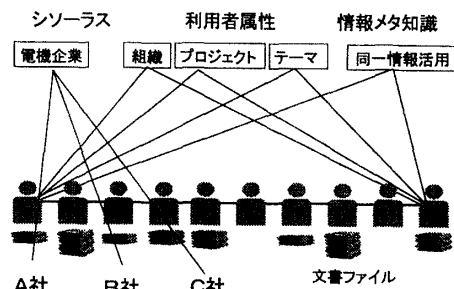 シソーラス 利用者属性 情報メタ知識
電機企業 組織 プロジェクト テーマ 同一情報活用
A社 B社 C社 文書ファイル